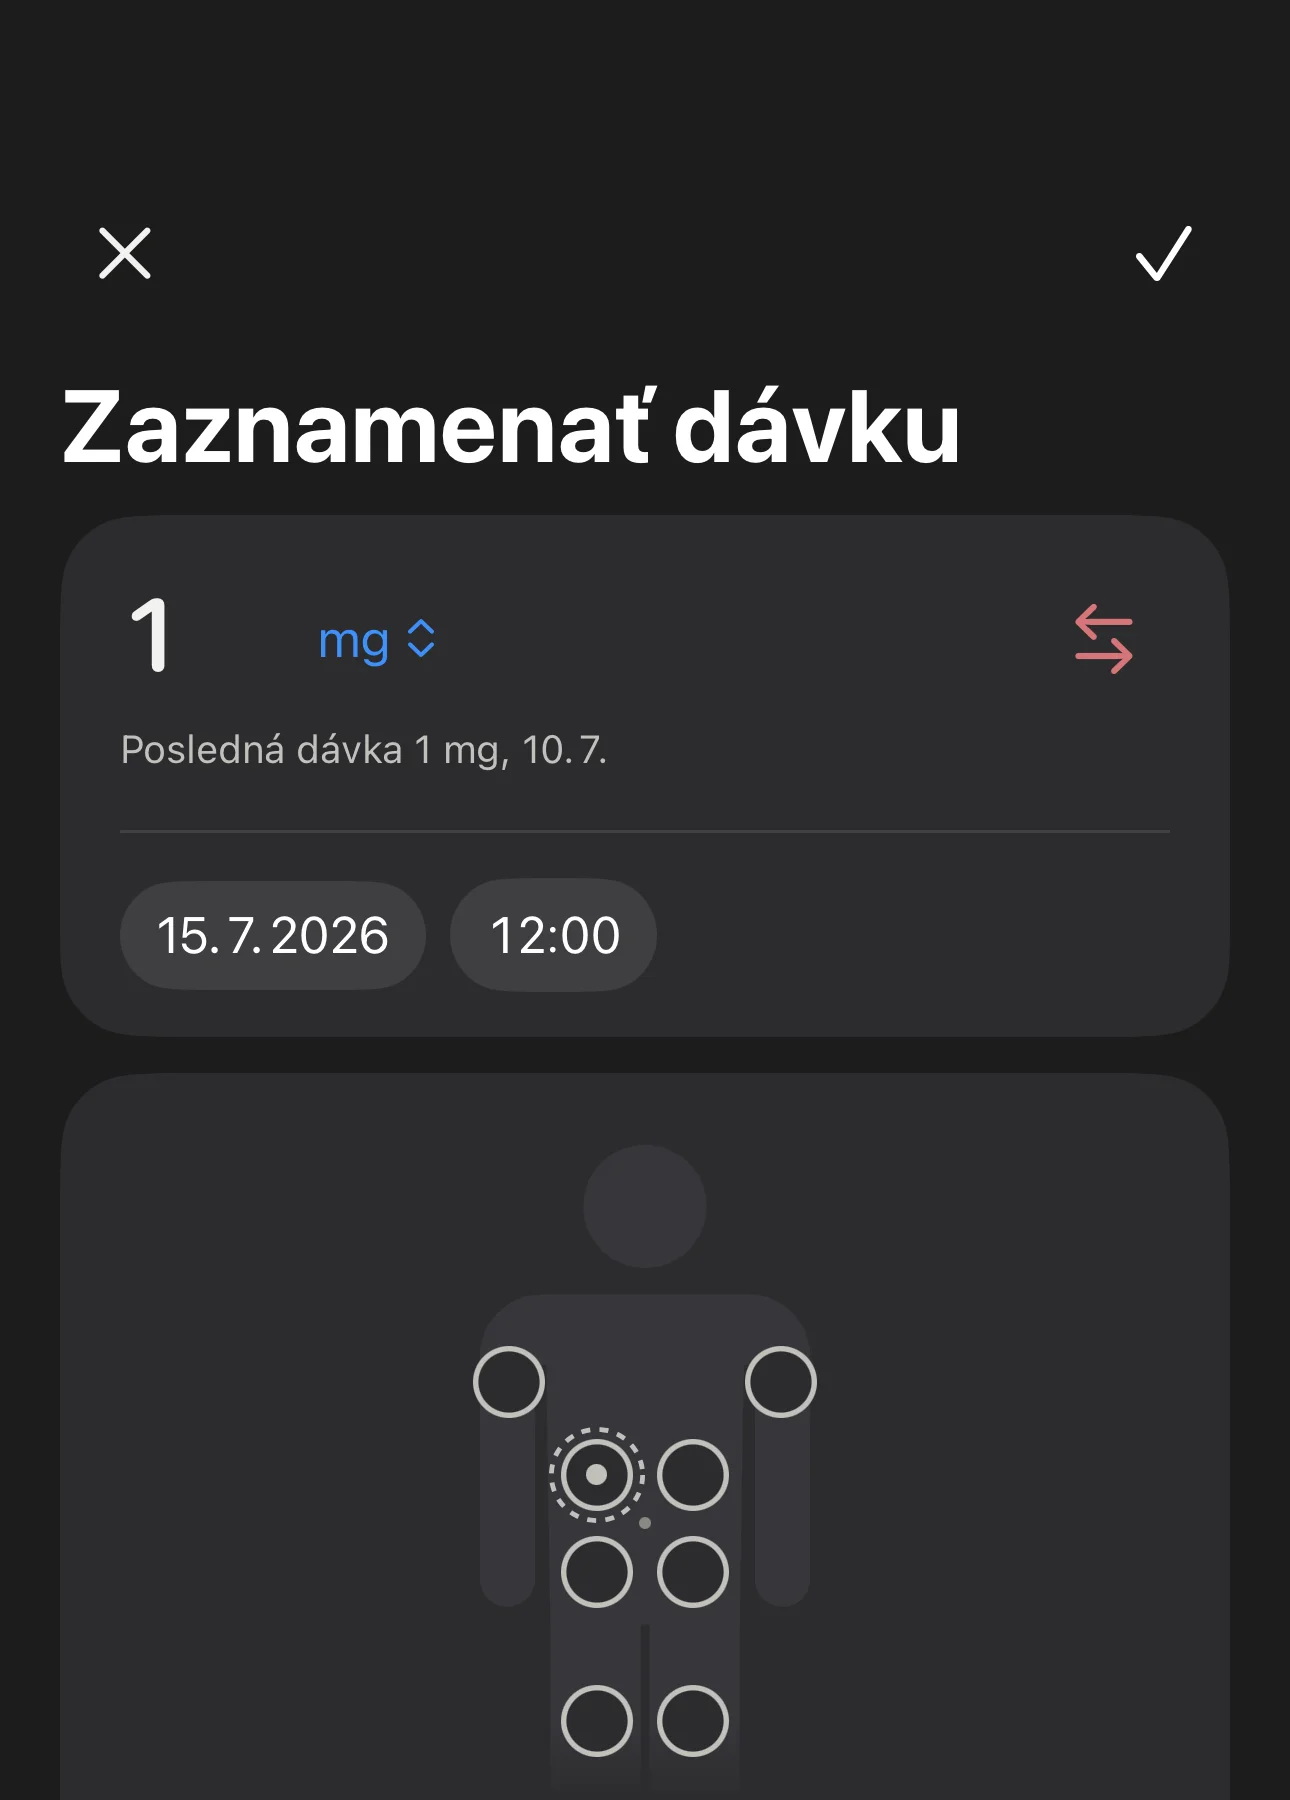 Zaznamenať dávku
1 mg
Posledná dávka 1 mg, 10. 7.
15. 7. 2026 12:00